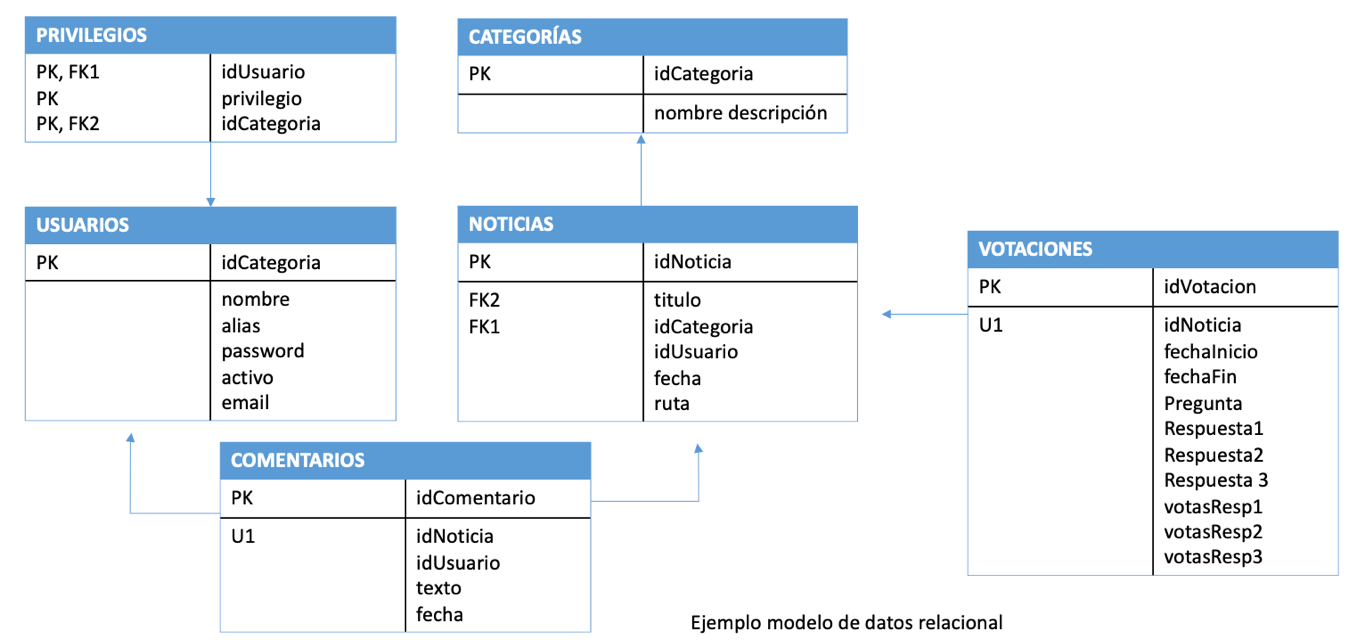 PRIVILEGIOS
PK, FK1 idUsuario
PK privilegio
PK, FK2 idCategoria
CATEGORÍAS
PK idCategoria
nombre descripción
USUARIOS
PK idCategoria
nombre
alias
password
activo
email
NOTICIAS
PK idNoticia
FK2 titulo
FK1 idCategoria
idUsuario
fecha
ruta
VOTACIONES
PK idVotacion
U1 idNoticia
fechaInicio
fechaFin
Pregunta
Respuesta1
Respuesta2
Respuesta 3
votasResp1
votasResp2
votasResp3
COMENTARIOS
PK idComentario
U1 idNoticia
idUsuario
texto
fecha
Ejemplo modelo de datos relacional